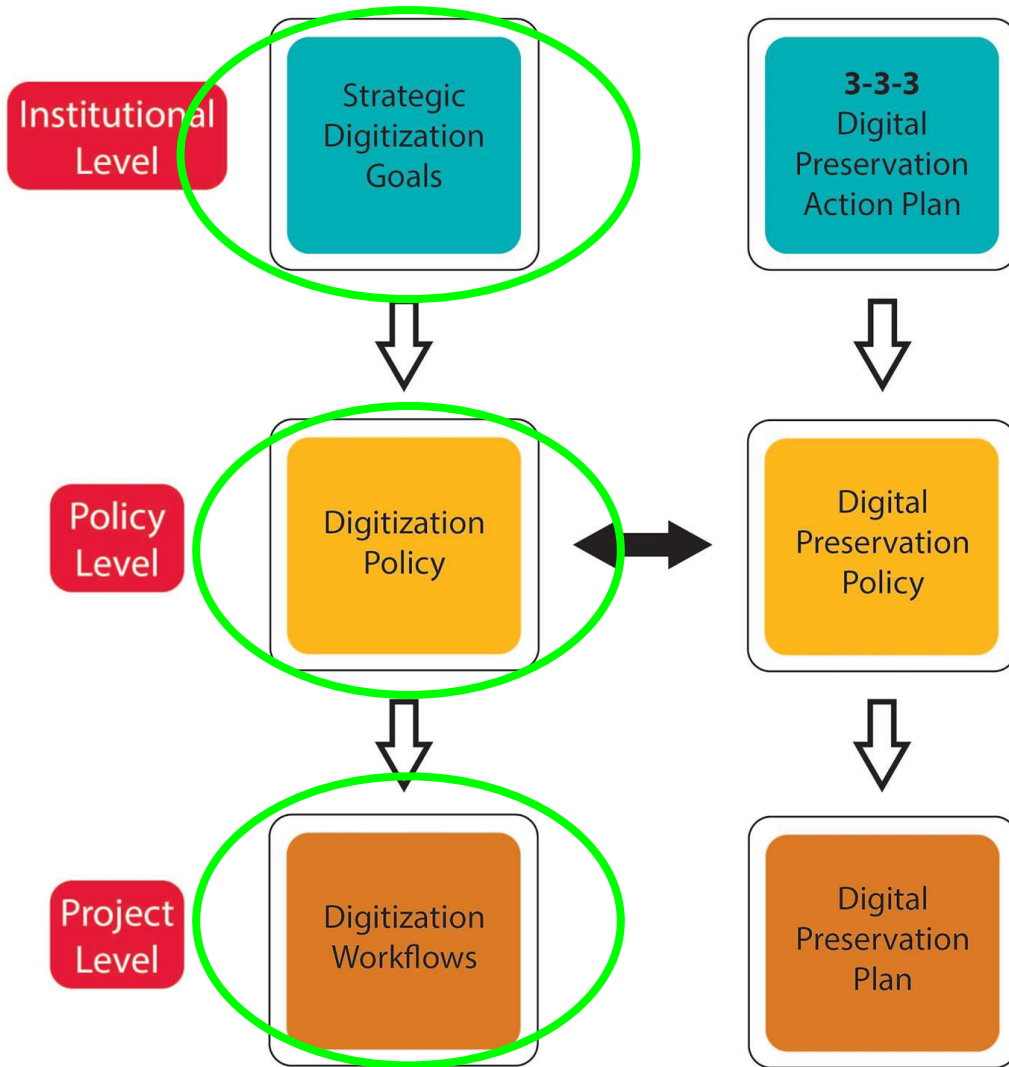 Institutional
Level
Strategic
Digitization
Goals
3-3-3
Digital
Preservation
Action Plan
Policy
Level
Digitization
Policy
Digital
Preservation
Policy
Project
Level
Digitization
Workflows
Digital
Preservation
Plan